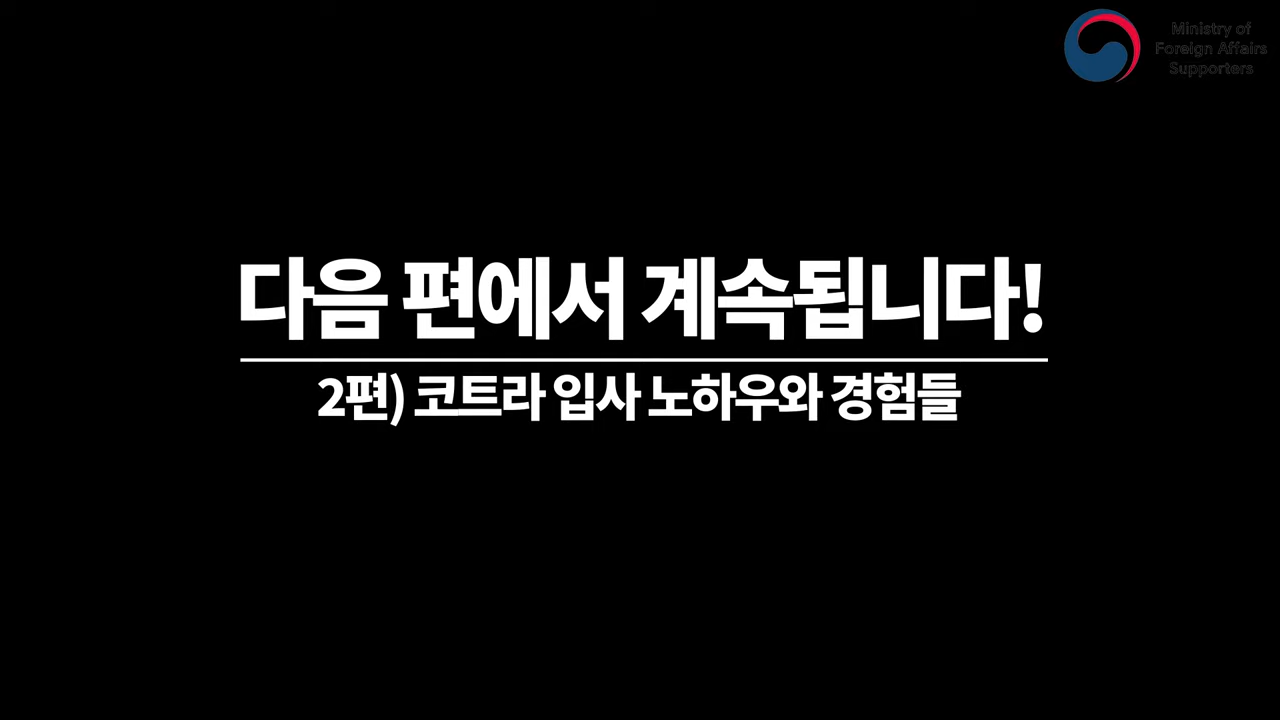 Ministry of
Foreign Affairs
Supporters
다음 편에서 계속됩니다!
2편) 코트라 입사 노하우와 경험들